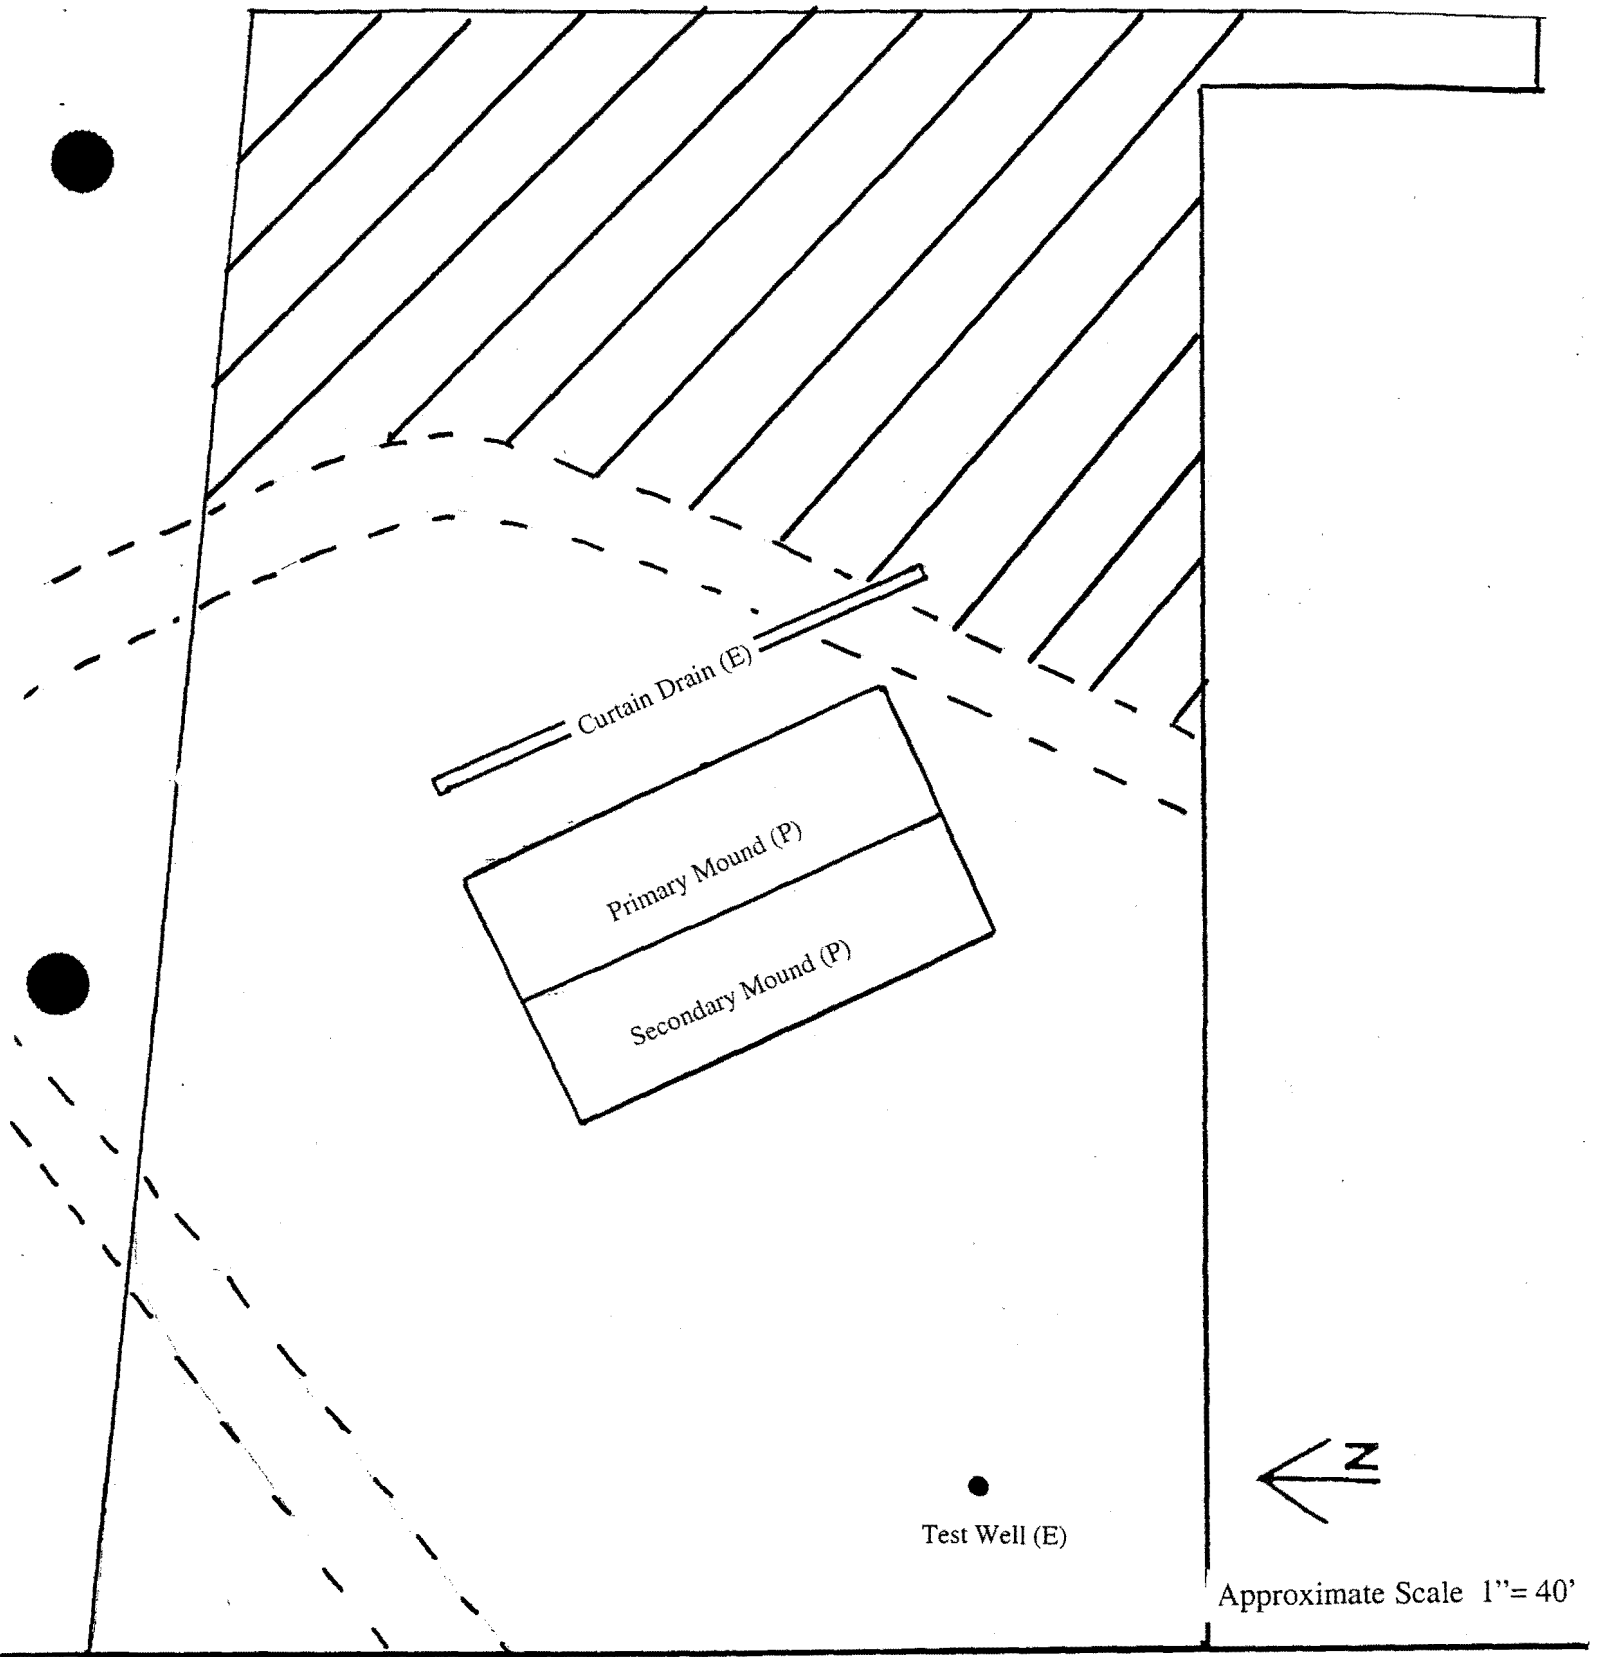 Curtain Drain (E)
Primary Mound (P)
Secondary Mound (P)
N
Test Well (E)
Approximate Scale 1”= 40’